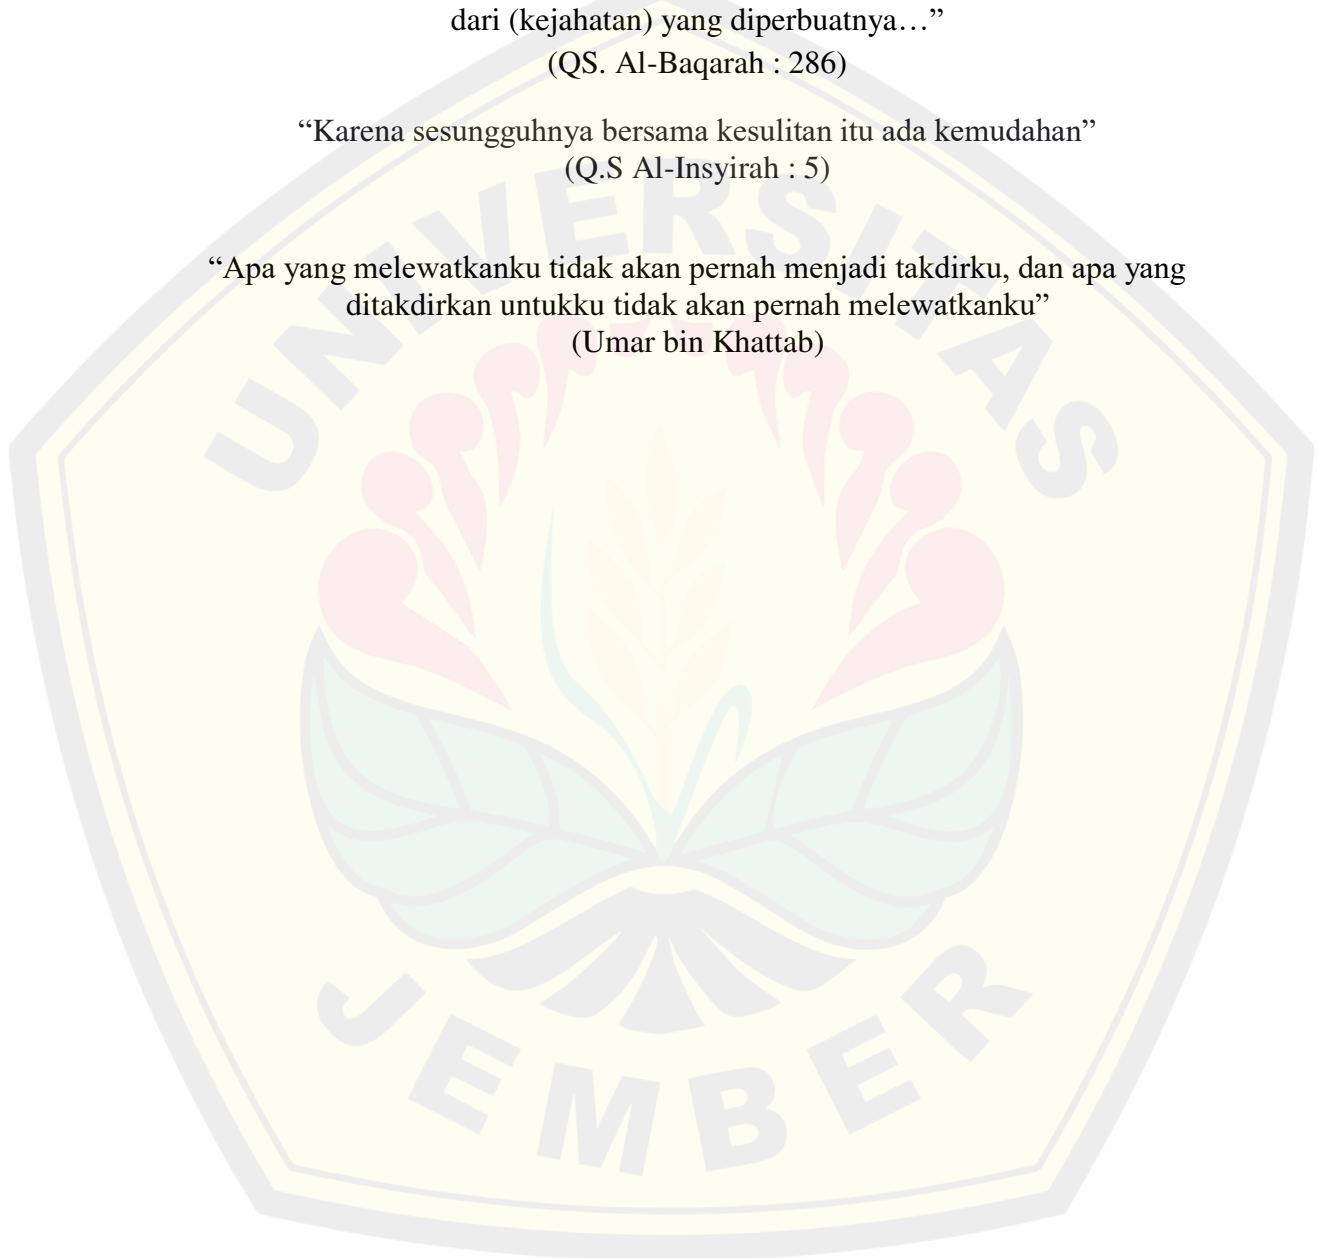 dari (kejahatan) yang diperbuatnya…”
(QS. Al-Baqarah : 286)
“Karena sesungguhnya bersama kesulitan itu ada kemudahan”
(Q.S Al-Insyirah : 5)
“Apa yang melewatkanku tidak akan pernah menjadi takdirku, dan apa yang
ditakdirkan untukku tidak akan pernah melewatkanku”
(Umar bin Khattab)
UNIVERSITAS
JEMBER